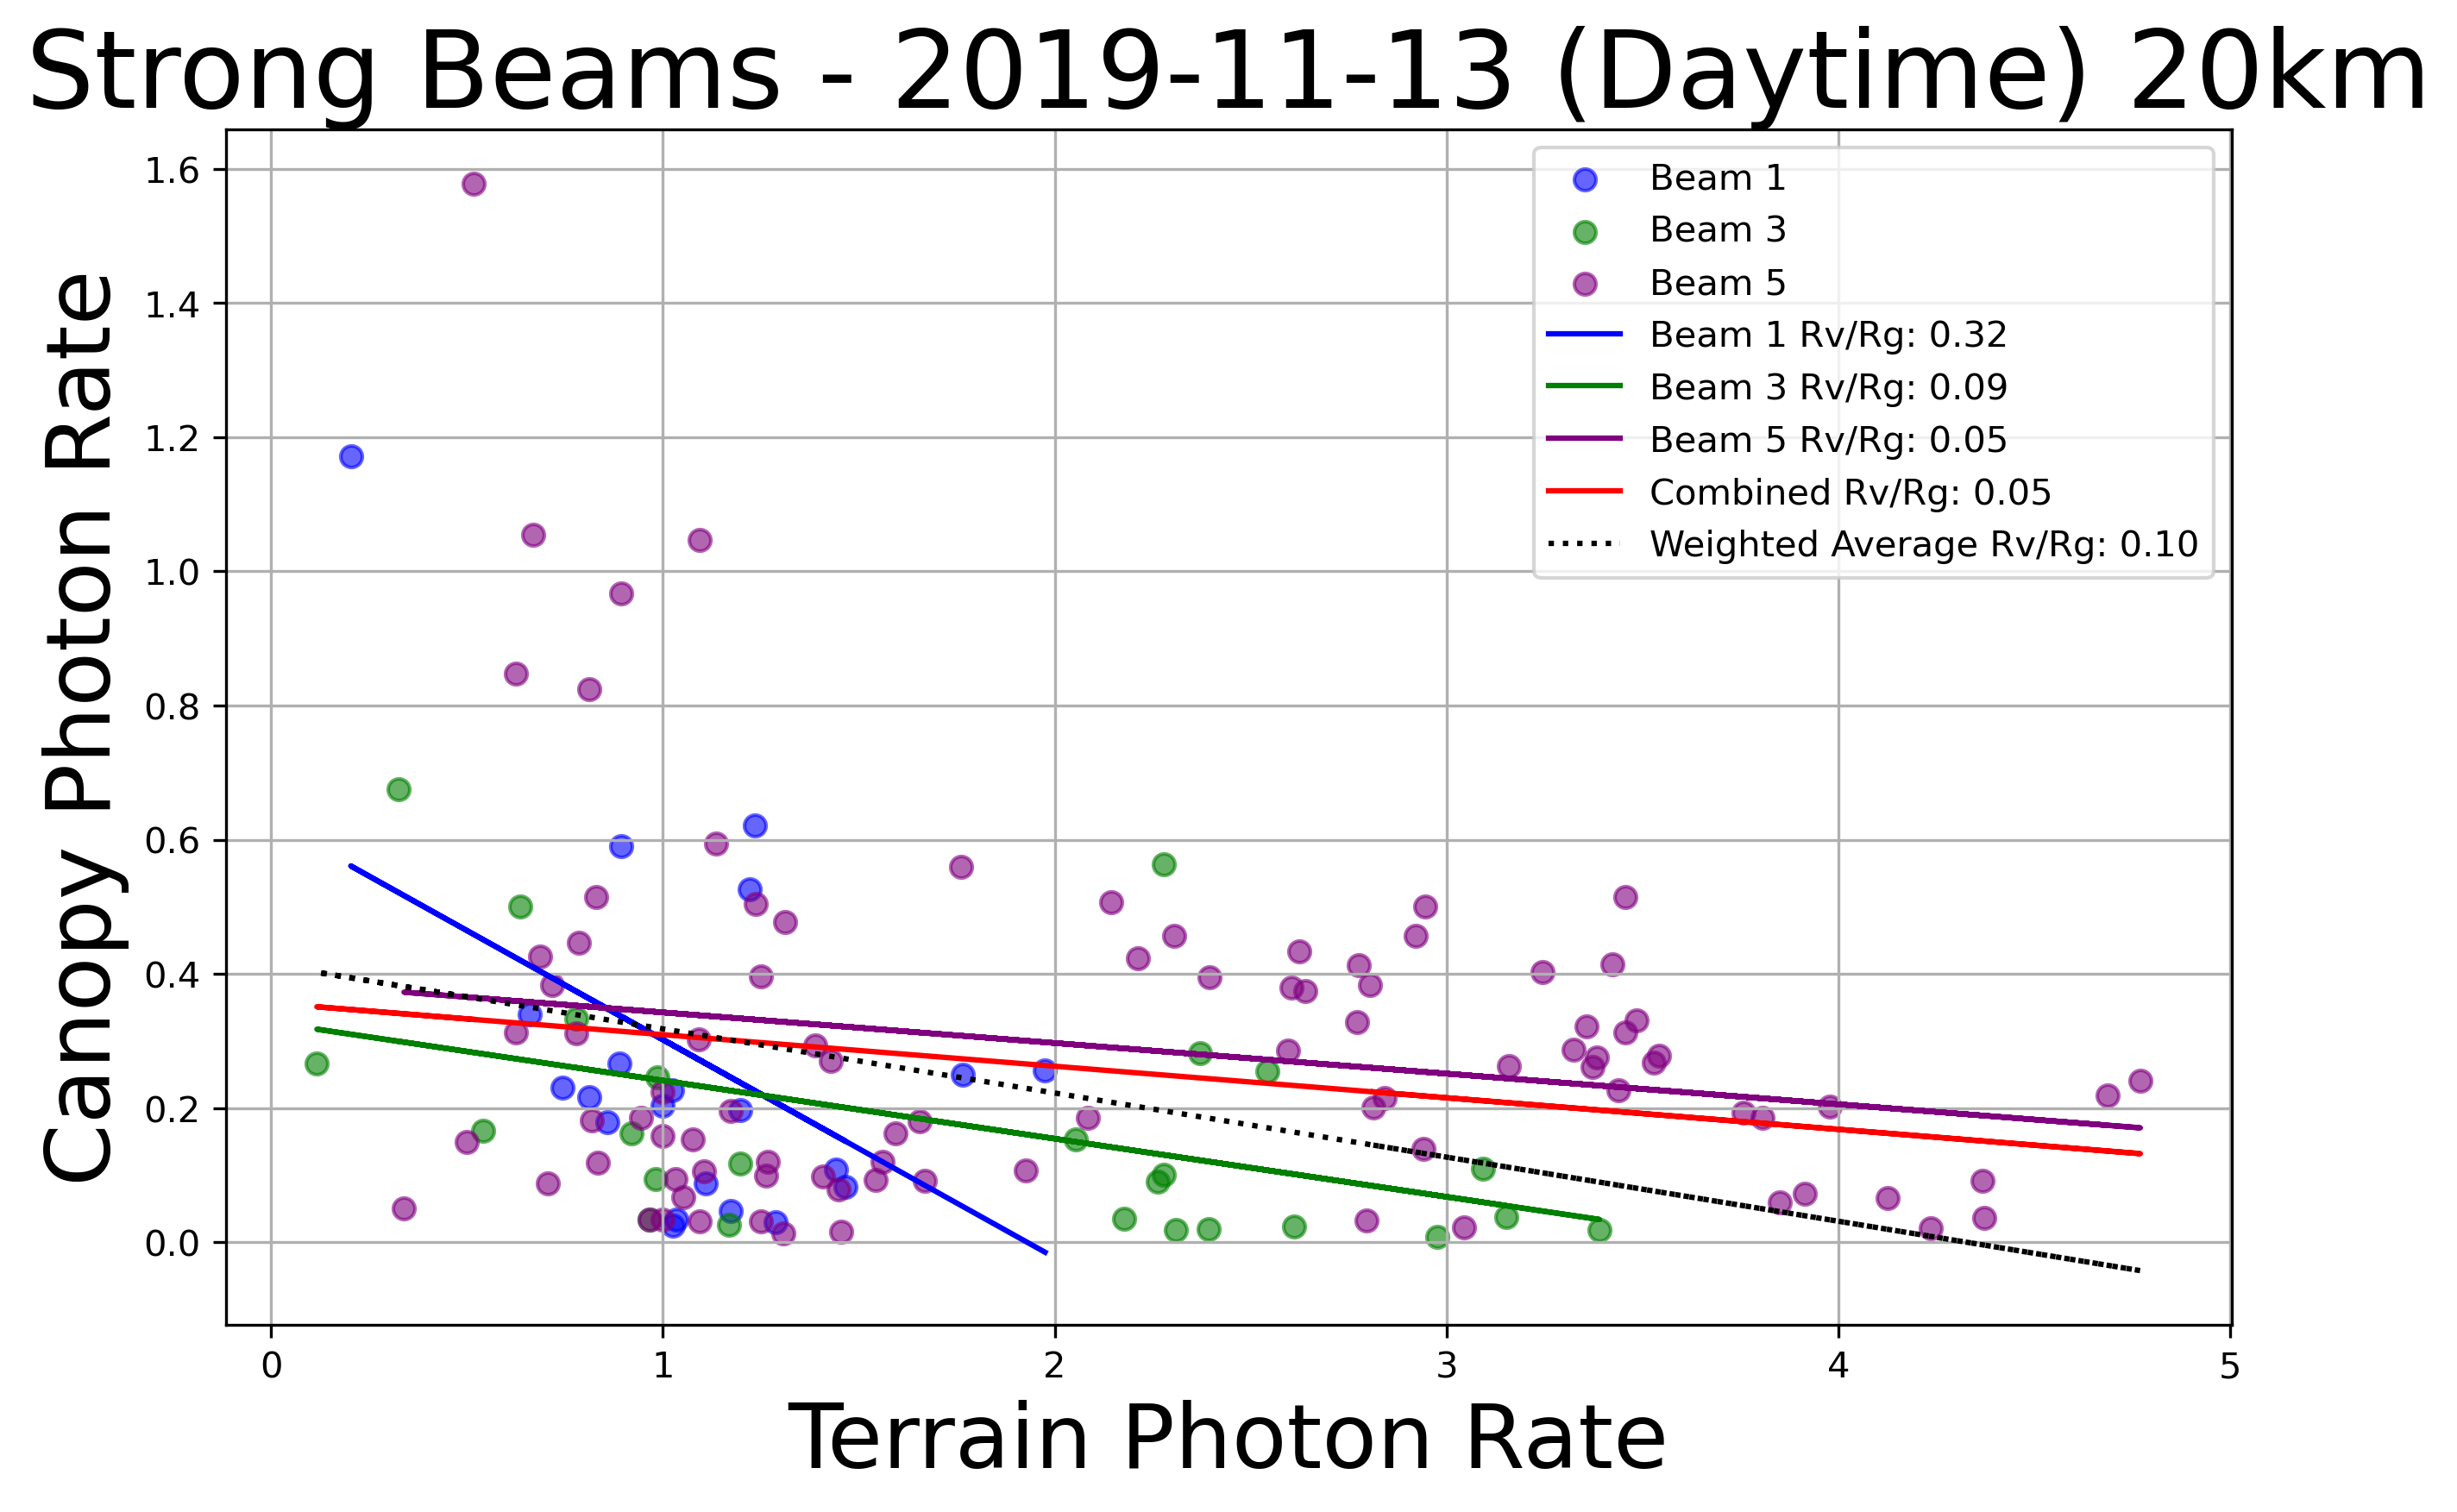 Strong Beams - 2019-11-13 (Daytime) 20km
Canopy Photon Rate
1.6
1.4
1.2
1.0
0.8
0.6
0.4
0.2
0.0
Beam 1
Beam 3
Beam 5
Beam 1 Rv/Rg: 0.32
Beam 3 Rv/Rg: 0.09
Beam 5 Rv/Rg: 0.05
Combined Rv/Rg: 0.05
Weighted Average Rv/Rg: 0.10
0 1 2 3 4 5
Terrain Photon Rate